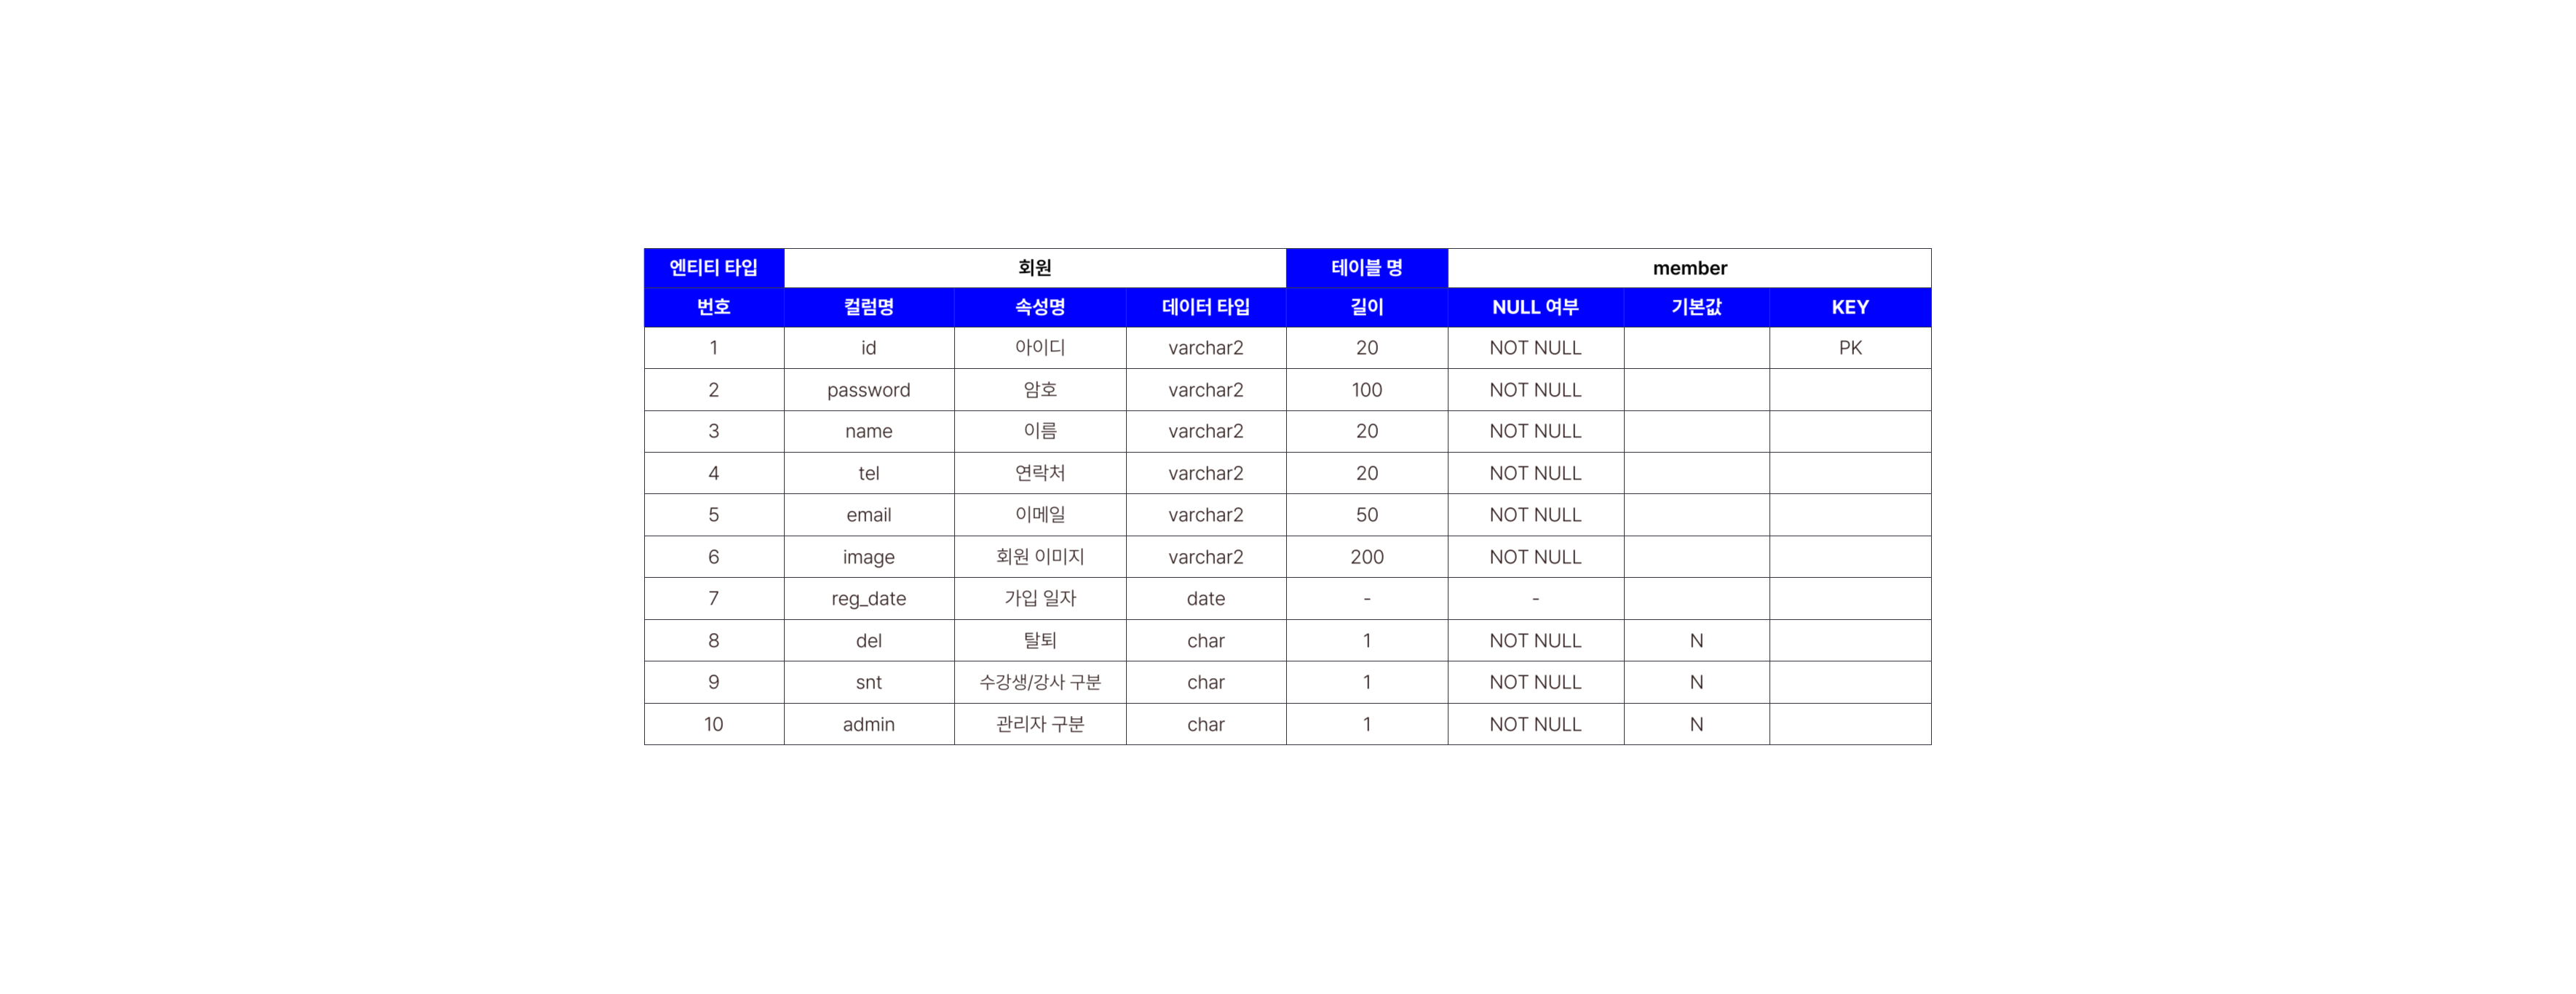 엔티티 타입 회원 테이블 명 member
번호 컬럼명 속성명 데이터 타입 길이 NULL 여부 기본값 KEY
1 id 아이디 varchar2 20 NOT NULL PK
2 password 암호 varchar2 100 NOT NULL
3 name 이름 varchar2 20 NOT NULL
4 tel 연락처 varchar2 20 NOT NULL
5 email 이메일 varchar2 50 NOT NULL
6 image 회원 이미지 varchar2 200 NOT NULL
7 reg_date 가입 일자 date - -
8 del 탈퇴 char 1 NOT NULL N
9 snt 수강생/강사 구분 char 1 NOT NULL N
10 admin 관리자 구분 char 1 NOT NULL N